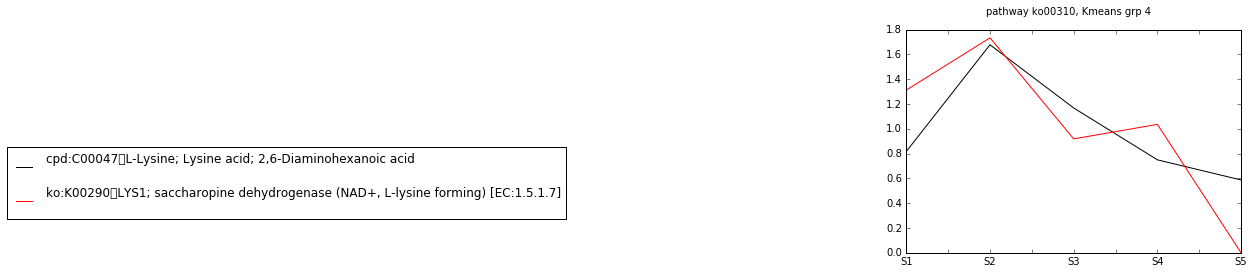 pathway ko00310, Kmeans grp 4
1.8
1.6
1.4
1.2
1.0
0.8
0.6
0.4
0.2
0.0
S1 S2 S3 S4 S5
cpd:C00047▯L-Lysine; Lysine acid; 2,6-Diaminohexanoic acid
ko:K00290▯LYS1; saccharopine dehydrogenase (NAD+, L-lysine forming) [EC:1.5.1.7]